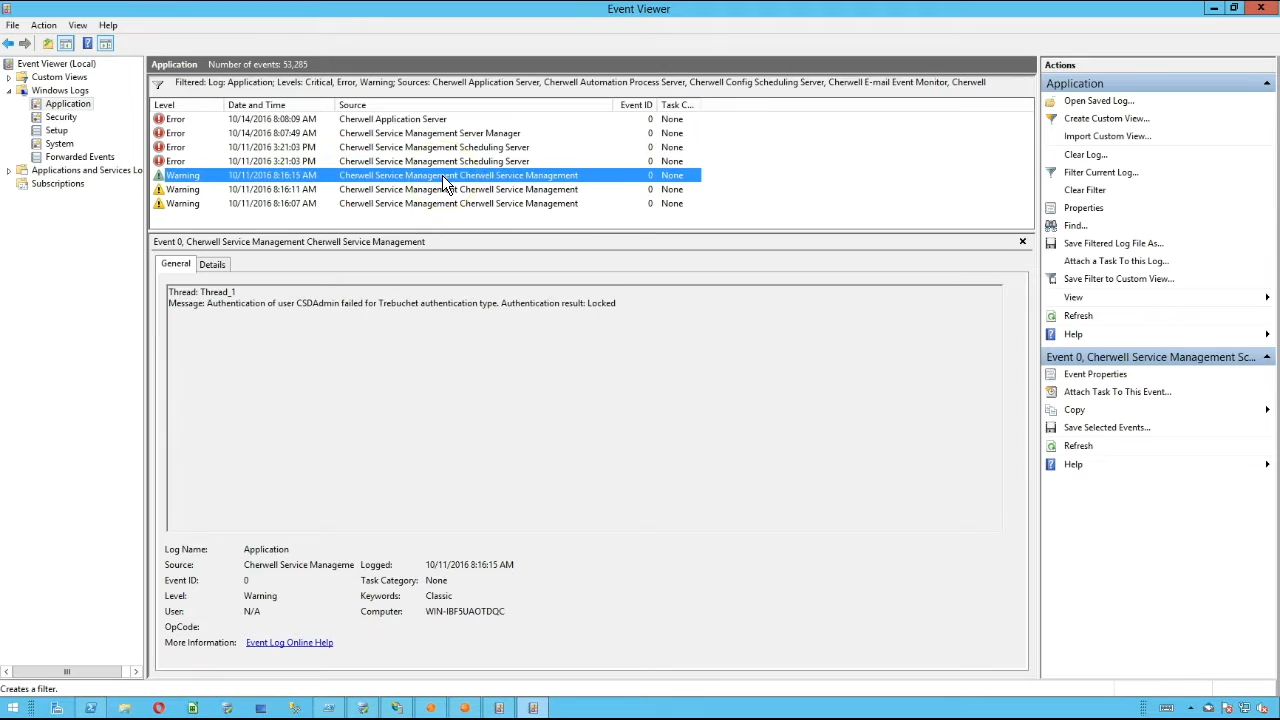 Event Viewer
File Action View Help
Event Viewer (Local)
Custom Views
Windows Logs
Application
Security
Setup
System
Forwarded Events
Applications and Services Lo
Subscriptions
Application Number of events: 53,285
Filtered: Log: Application; Levels: Critical, Error, Warning; Sources: Cherwell Application Server, Cherwell Automation Process Server, Cherwell Config Scheduling Server, Cherwell E-mail Event Monitor, Cherwell
Level Date and Time Source Event ID Task C...
Error 10/14/2016 8:08:09 AM Cherwell Application Server 0 None
Error 10/14/2016 8:07:49 AM Cherwell Service Management Server Manager 0 None
Error 10/11/2016 3:21:03 PM Cherwell Service Management Scheduling Server 0 None
Error 10/11/2016 3:21:03 PM Cherwell Service Management Scheduling Server 0 None
Warning 10/11/2016 8:16:15 AM Cherwell Service Management Cherwell Service Management 0 None
Warning 10/11/2016 8:16:11 AM Cherwell Service Management Cherwell Service Management 0 None
Warning 10/11/2016 8:16:07 AM Cherwell Service Management Cherwell Service Management 0 None
Event 0, Cherwell Service Management Cherwell Service Management
General Details
Thread: Thread_1
Message: Authentication of user CSDAdmin failed for Trebuchet authentication type. Authentication result: Locked
Log Name: Application
Source: Cherwell Service Manageme Logged: 10/11/2016 8:16:15 AM
Event ID: 0 Task Category: None
Level: Warning Keywords: Classic
User: N/A Computer: WIN-IBF5UAOTDQC
OpCode:
More Information: Event Log Online Help
Actions
Application
Open Saved Log...
Create Custom View...
Import Custom View...
Clear Log...
Filter Current Log...
Clear Filter
Properties
Find...
Save Filtered Log File As...
Attach a Task To this Log...
Save Filter to Custom View...
View
Refresh
Help
Event 0, Cherwell Service Management Sc...
Event Properties
Attach Task To This Event...
Copy
Save Selected Events...
Refresh
Help
Creates a filter.